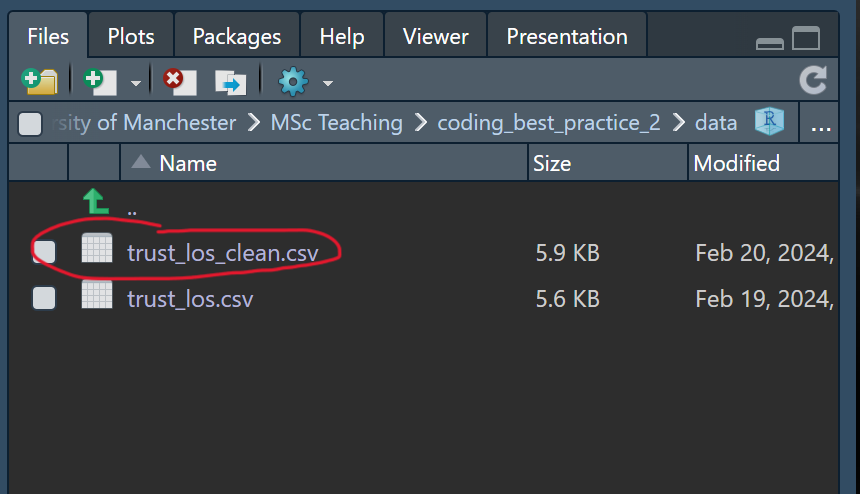 Files Plots Packages Help Viewer Presentation
of Manchester MSc Teaching coding_best_practice_2 data R ...
Name Size Modified
..
trust_los_clean.csv 5.9 KB Feb 20, 2024,
trust_los.csv 5.6 KB Feb 19, 2024,